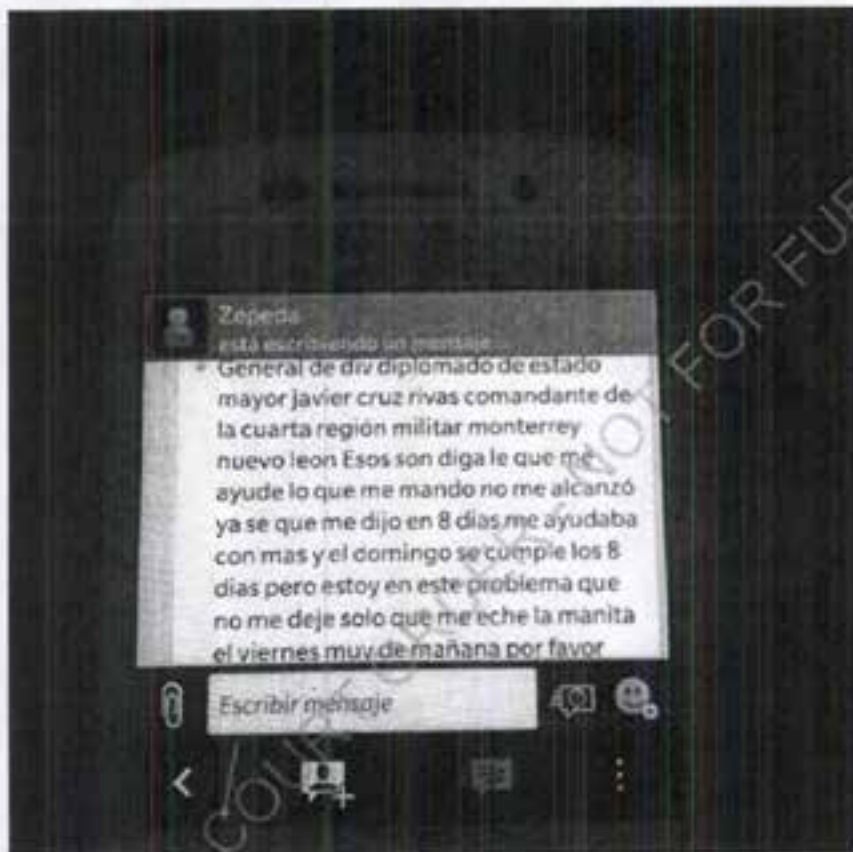 Zepeda
está escribiendo un mensaje
General de div diplomado de estado
mayor javier cruz rivas comandante de
la cuarta región militar monterrey
nuevo leon Esos son diga le que me
ayude lo que me mando no me alcanzó
ya se que me dijo en 8 dias me ayudaba
con mas y el domingo se cumple los 8
dias pero estoy en este problema que
no me deje solo que me eche la manita
el viernes muy de mañana por favor
Escribir mensaje
NOT FOR FUR